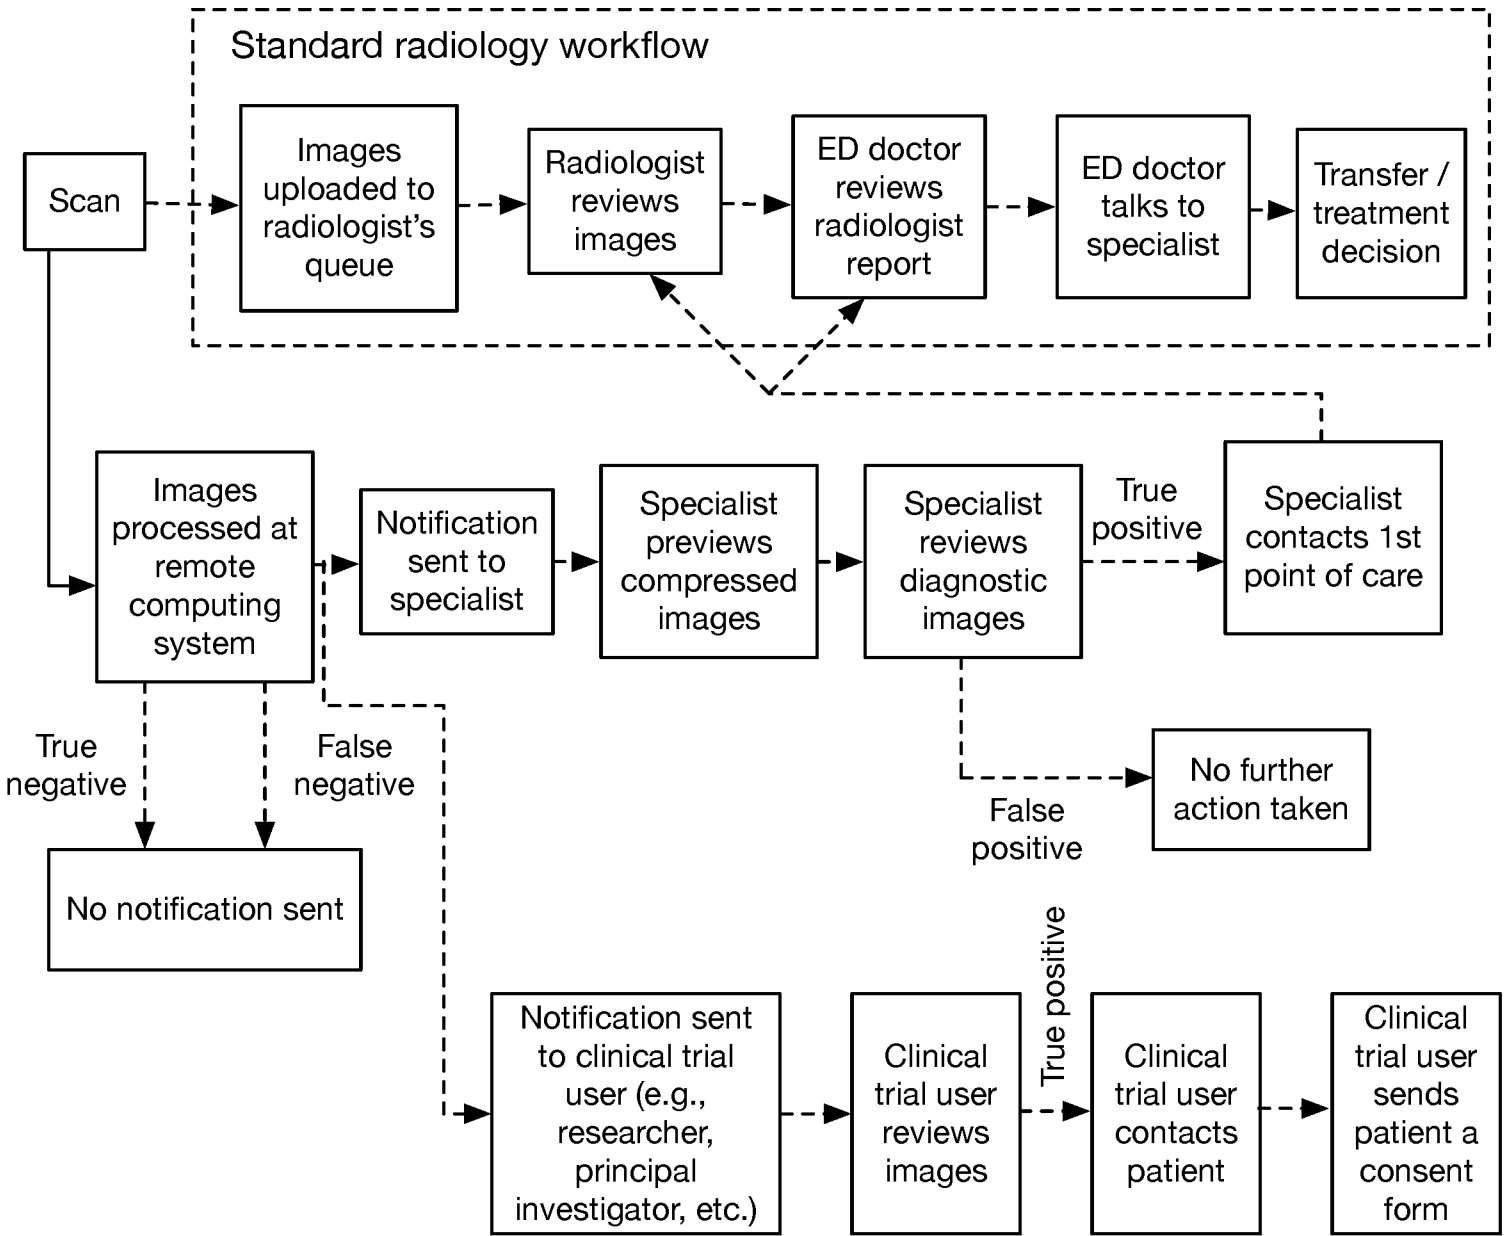 Standard radiology workflow
Scan
Images
uploaded to
radiologist's
queue
Radiologist
reviews
images
ED doctor
reviews
radiologist
report
ED doctor
talks to
specialist
Transfer /
treatment
decision
Images
processed at
remote
computing
system
Notification
sent to
specialist
Specialist
previews
compressed
images
Specialist
reviews
diagnostic
images
True
positive
Specialist
contacts 1st
point of care
True
negative
False
negative
No notification sent
False
positive
No further
action taken
Notification sent
to clinical trial
user (e.g.,
researcher,
principal
investigator, etc.)
Clinical
trial user
reviews
images
True positive
Clinical
trial user
contacts
patient
Clinical
trial user
sends
patient a
consent
form